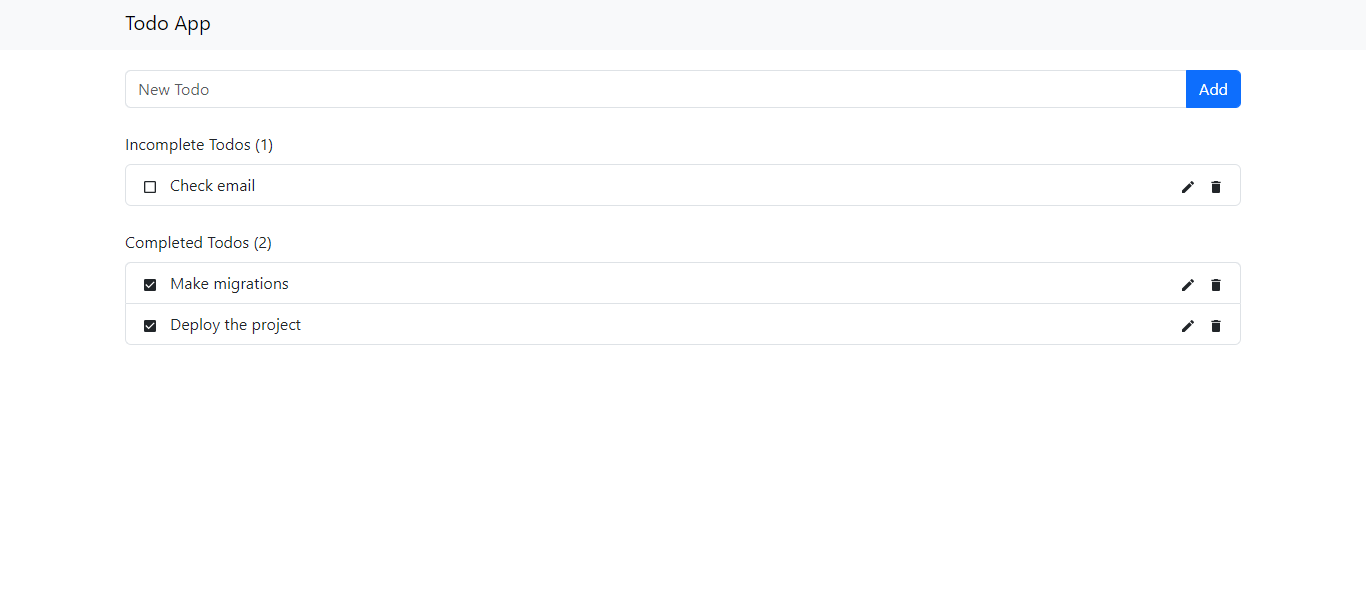 Todo App
New Todo
Add
Incomplete Todos (1)
Check email
Completed Todos (2)
Make migrations
Deploy the project